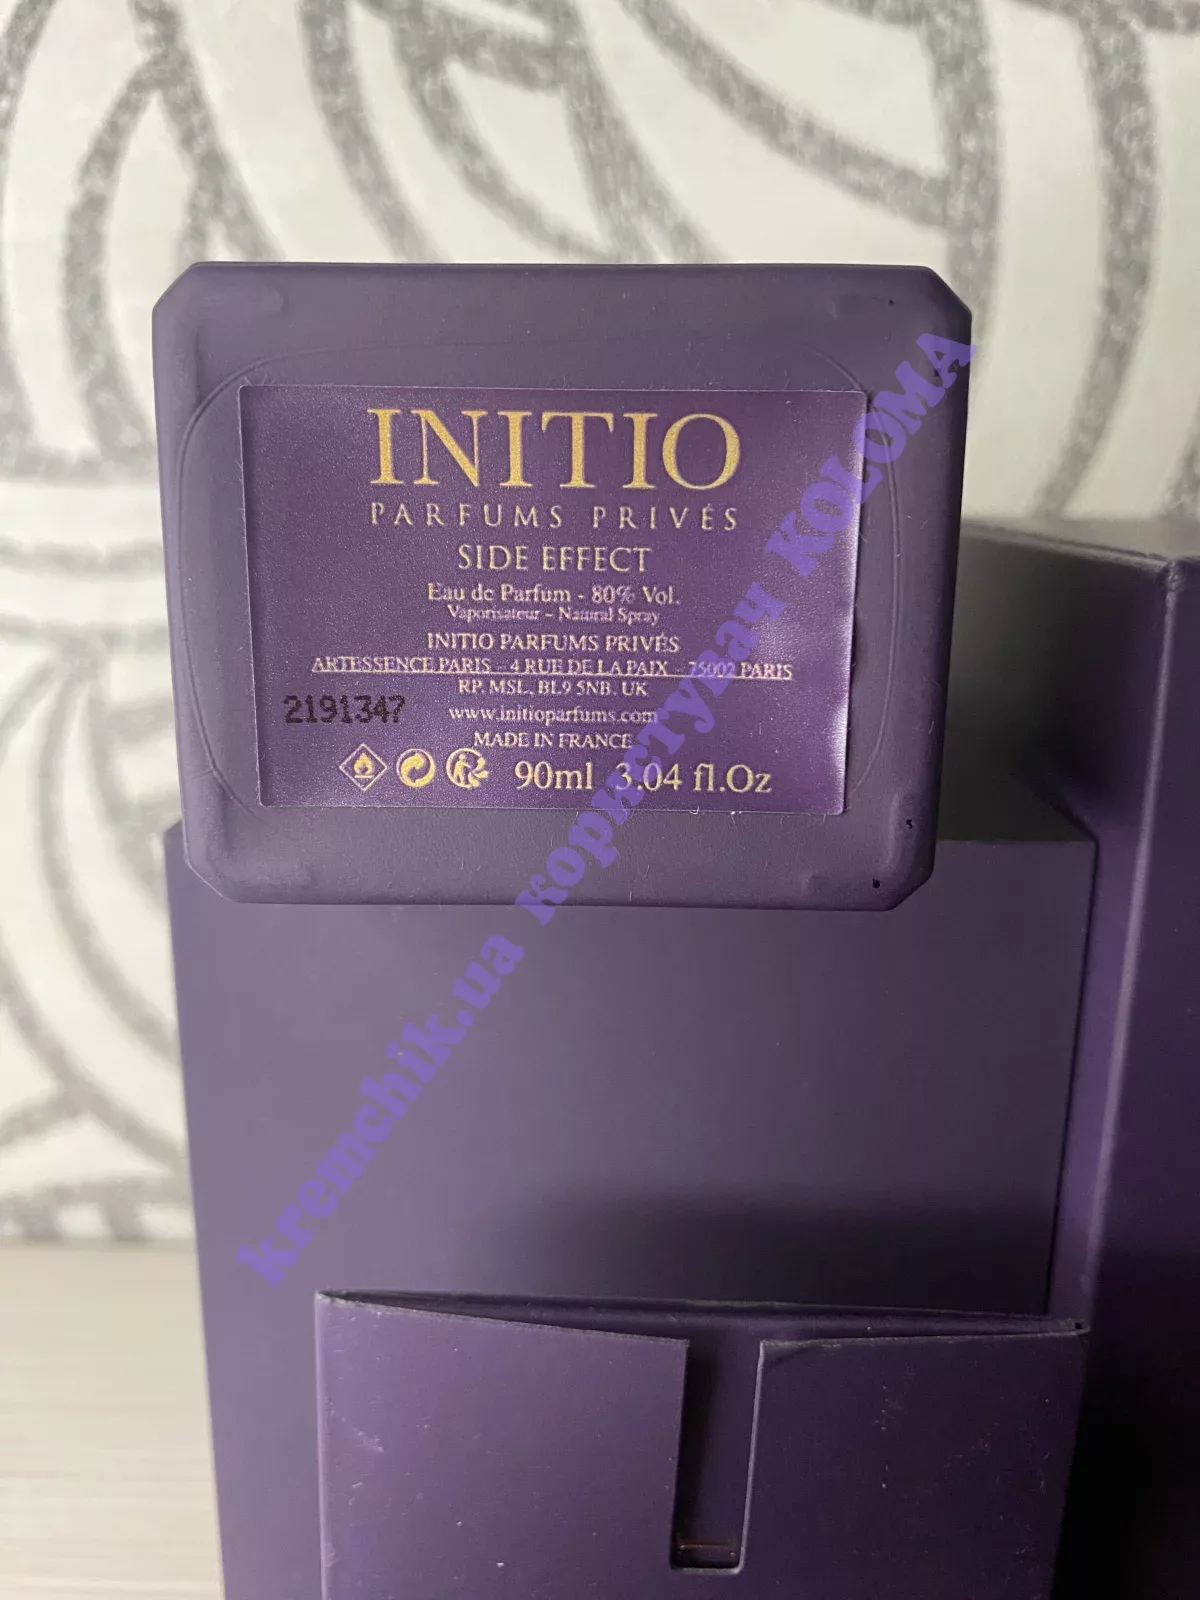 INITIO
PARFUMS PRIVÉS
SIDE EFFECT
Eau de Parfum - 80% Vol.
Vaporisateur - Natural Spray
INITIO PARFUMS PRIVÉS
ARTESSENCE PARIS - 4 RUE DE LA PAIX - 75002 PARIS
RP. MSL, BL9 5NB. UK
2191347
www.initioparfums.com
MADE IN FRANCE
90ml 3.04 fl.Oz
kremchik.ua користувач KOLOMA